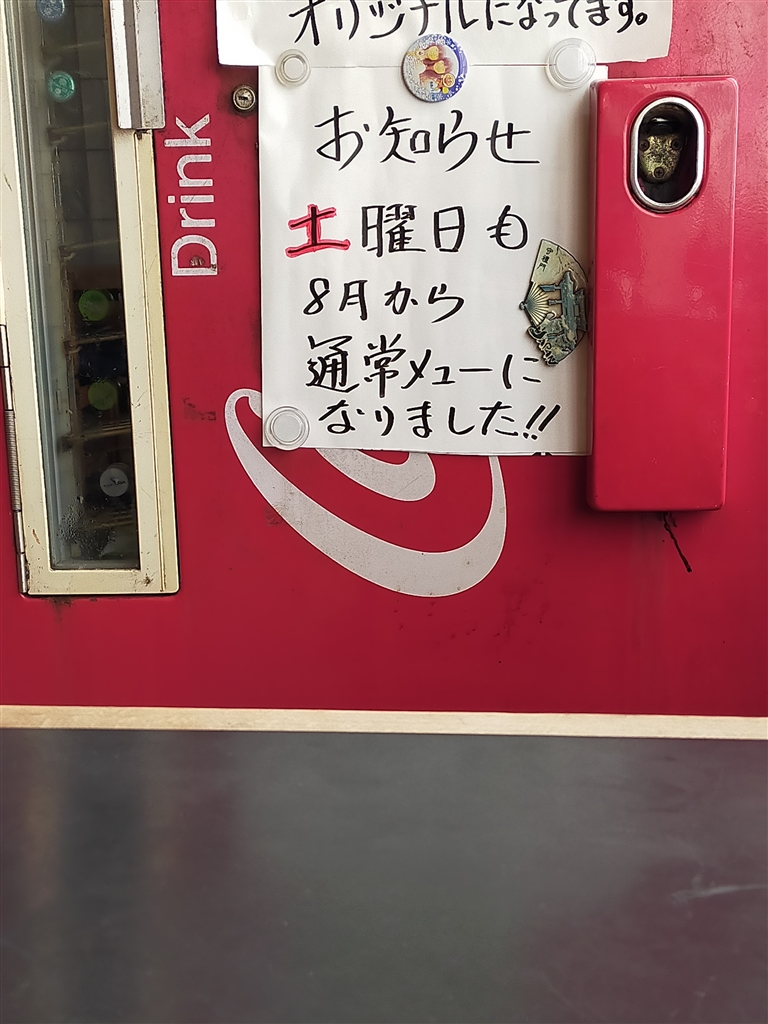 オリジナルになってます。
お知らせ
土曜日も
8月から
通常メューに
なりました!!
Drink